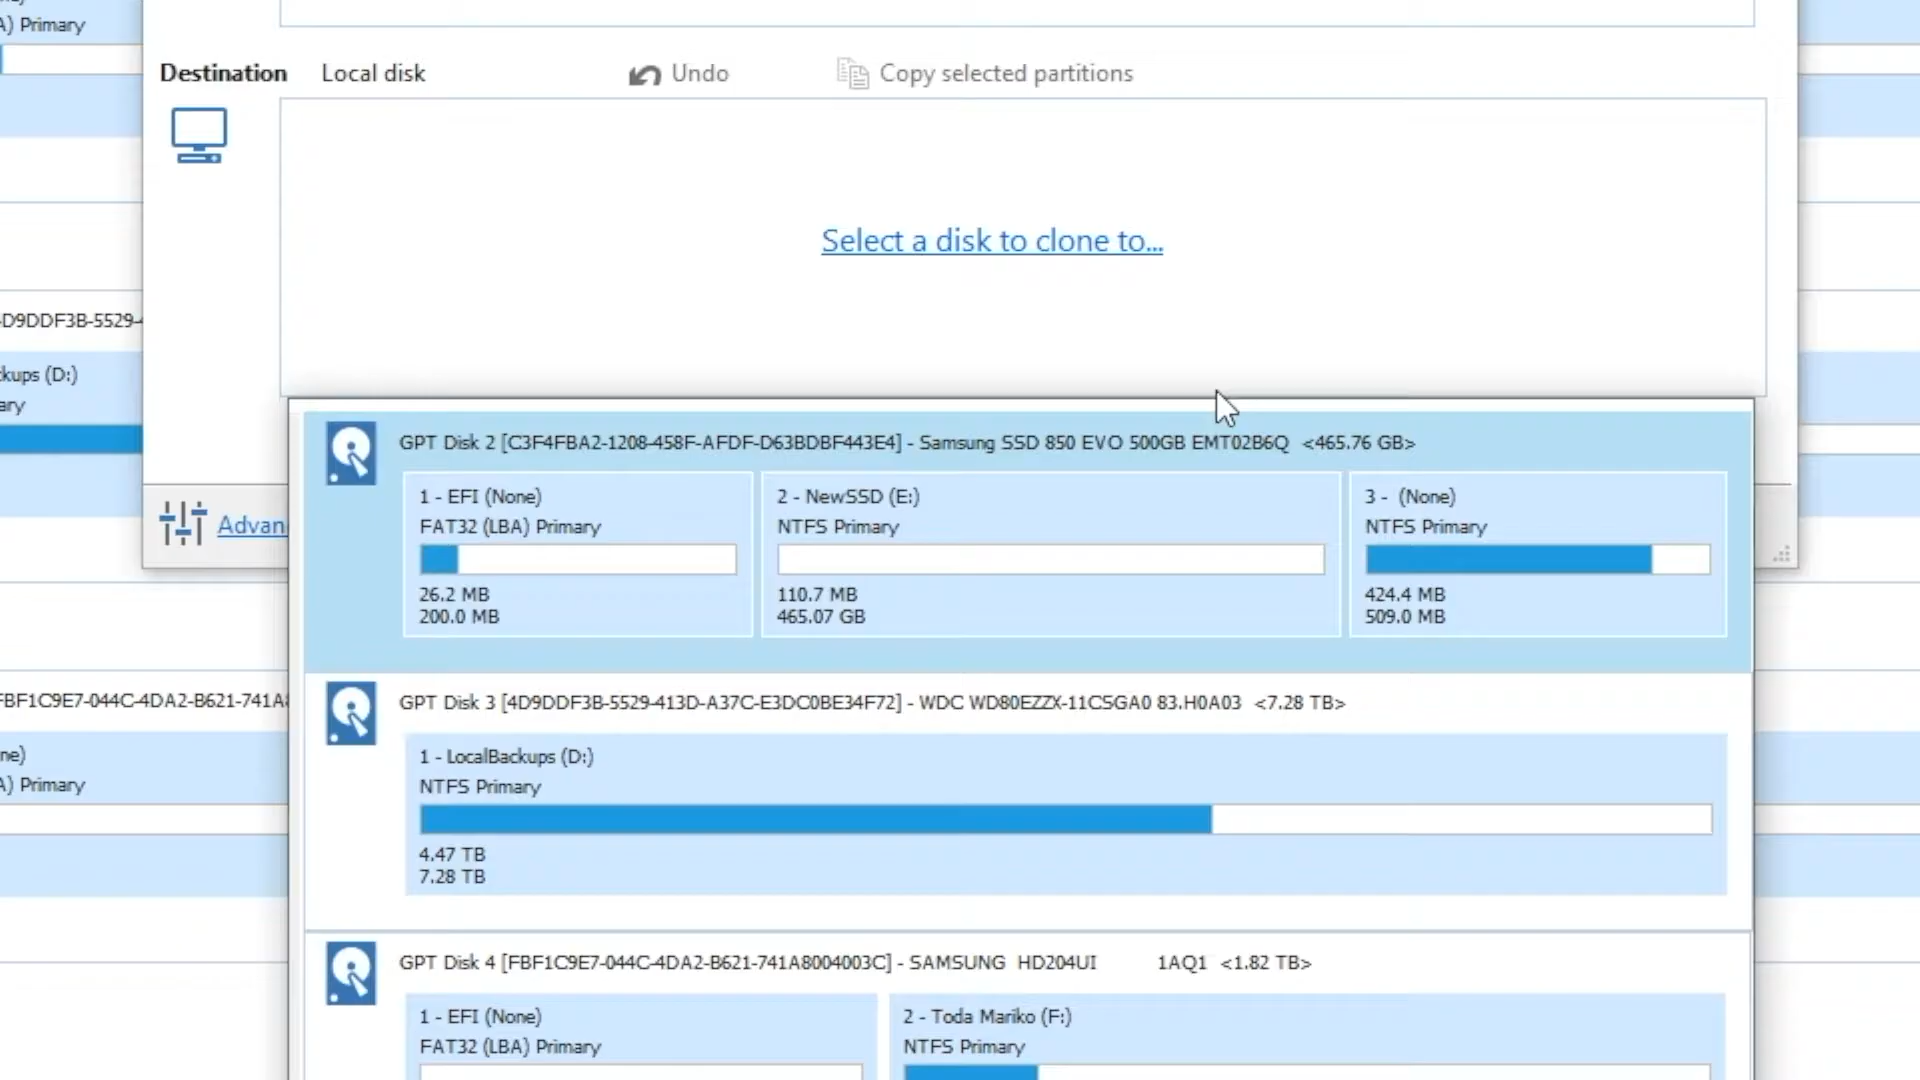 A) Primary
Destination Local disk Undo Copy selected partitions
Select a disk to clone to...
D9DDF3B-5529-
kups (D:)
ary
GPT Disk 2 [C3F4FBA2-1208-458F-AFDF-D63BDBF443E4] - Samsung SSD 850 EVO 500GB EMT02B6Q <465.76 GB>
1 - EFI (None) 2 - NewSSD (E:) 3 - (None)
FAT32 (LBA) Primary NTFS Primary NTFS Primary
Advan
26.2 MB 110.7 MB 424.4 MB
200.0 MB 465.07 GB 509.0 MB
FBF1C9E7-044C-4DA2-B621-741A8
GPT Disk 3 [4D9DDF3B-5529-413D-A37C-E3DC0BE34F72] - WDC WD80EZZX-11CSGA0 83.H0A03 <7.28 TB>
ne)
A) Primary
1 - LocalBackups (D:)
NTFS Primary
4.47 TB
7.28 TB
GPT Disk 4 [FBF1C9E7-044C-4DA2-B621-741A8004003C] - SAMSUNG HD204UI 1AQ1 <1.82 TB>
1 - EFI (None) 2 - Toda Mariko (F:)
FAT32 (LBA) Primary NTFS Primary